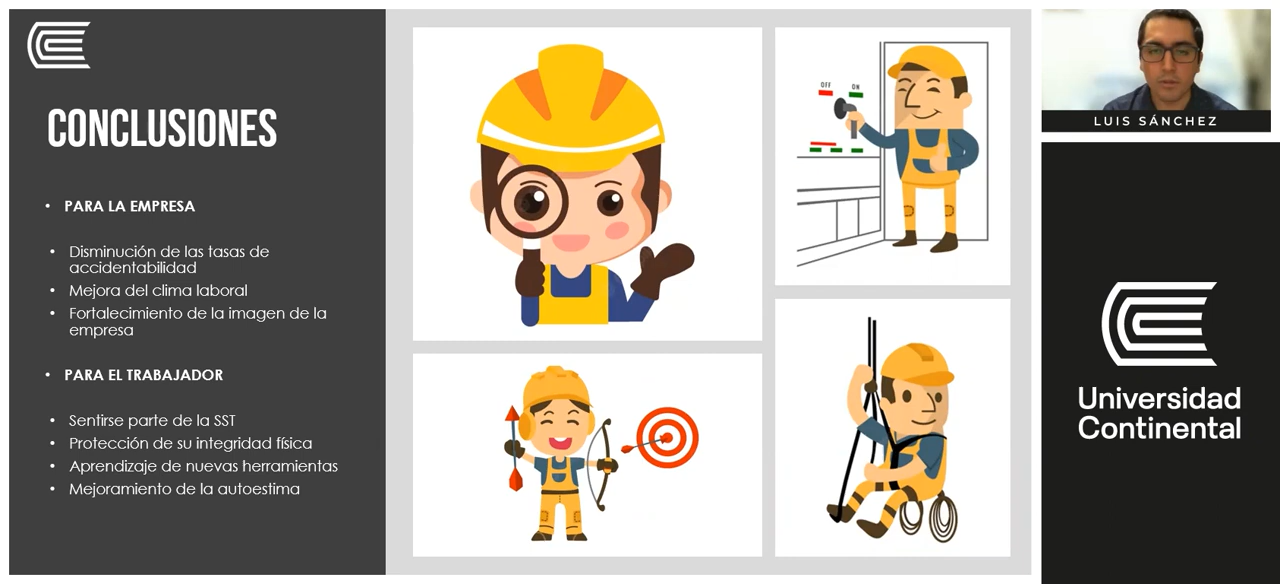 CONCLUSIONES
• PARA LA EMPRESA
• Disminución de las tasas de
accidentabilidad
• Mejora del clima laboral
• Fortalecimiento de la imagen de la
empresa
• PARA EL TRABAJADOR
• Sentirse parte de la SST
• Protección de su integridad física
• Aprendizaje de nuevas herramientas
• Mejoramiento de la autoestima
OFF
ON
LUIS SÁNCHEZ
Universidad
Continental